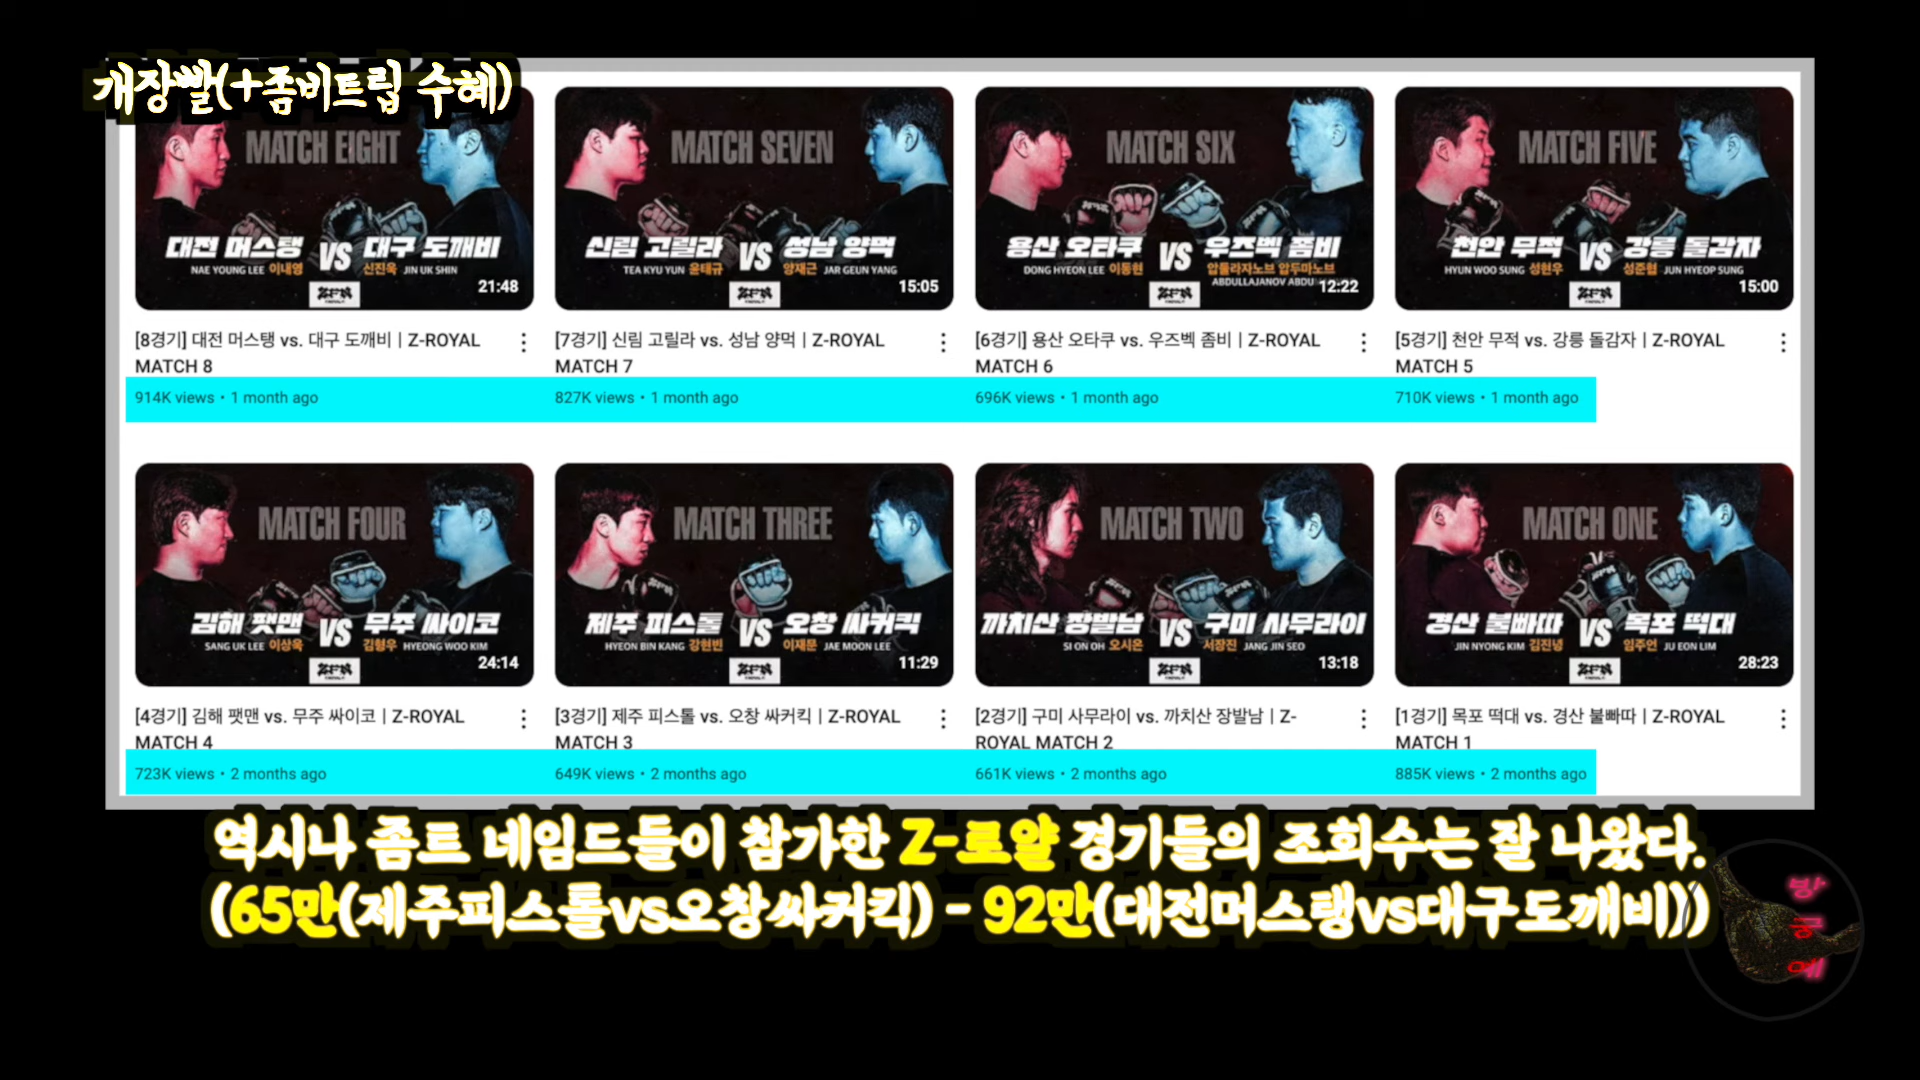 개장빨(+좀비트립 수혜)
MATCH EIGHT
대전 머스탱 VS 대구 도깨비
NAE YOUNG LEE 이내영 신진욱 JIN UK SHIN
21:48
MATCH SEVEN
신림 고릴라 VS 성남 양먹
TEA KYU YUN 윤태규 양재근 JAR GEUN YANG
15:05
MATCH SIX
용산 오타쿠 VS 우즈벡 좀비
DONG HYEON LEE 이동현 압둘라자노브 압두마노브
ABDULLAJANOV ABDU
12:22
MATCH FIVE
천안 무적 VS 강릉 돌감자
HYUN WOO SUNG 성현우 성준협 JUN HYEOP SUNG
15:00
[8경기] 대전 머스탱 vs. 대구 도깨비 | Z-ROYAL
MATCH 8
914K views • 1 month ago
[7경기] 신림 고릴라 vs. 성남 양먹 | Z-ROYAL
MATCH 7
827K views • 1 month ago
[6경기] 용산 오타쿠 vs. 우즈벡 좀비 | Z-ROYAL
MATCH 6
696K views • 1 month ago
[5경기] 천안 무적 vs. 강릉 돌감자 | Z-ROYAL
MATCH 5
710K views • 1 month ago
MATCH FOUR
김해 팻맨 VS 무주 싸이코
SANG UK LEE 이상욱 김형우 HYEONG WOO KIM
24:14
MATCH THREE
제주 피스톨 VS 오창 싸커킥
HYEON BIN KANG 강현빈 이재문 JAE MOON LEE
11:29
MATCH TWO
까치산 장발남 VS 구미 사무라이
SI ON OH 오시온 서장진 JANG JIN SEO
13:18
MATCH ONE
경산 불빠따 VS 목포 떡대
JIN NYONG KIM 김진녕 임주언 JU EON LIM
28:23
[4경기] 김해 팻맨 vs. 무주 싸이코 | Z-ROYAL
MATCH 4
723K views • 2 months ago
[3경기] 제주 피스톨 vs. 오창 싸커킥 | Z-ROYAL
MATCH 3
649K views • 2 months ago
[2경기] 구미 사무라이 vs. 까치산 장발남 | Z-
ROYAL MATCH 2
661K views • 2 months ago
[1경기] 목포 떡대 vs. 경산 불빠따 | Z-ROYAL
MATCH 1
885K views • 2 months ago
역시나 좀트 네임드들이 참가한 Z-로얄 경기들의 조회수는 잘 나왔다.
(65만(제주피스톨vs오창싸커킥) - 92만(대전머스탱vs대구도깨비))
방
궁
예